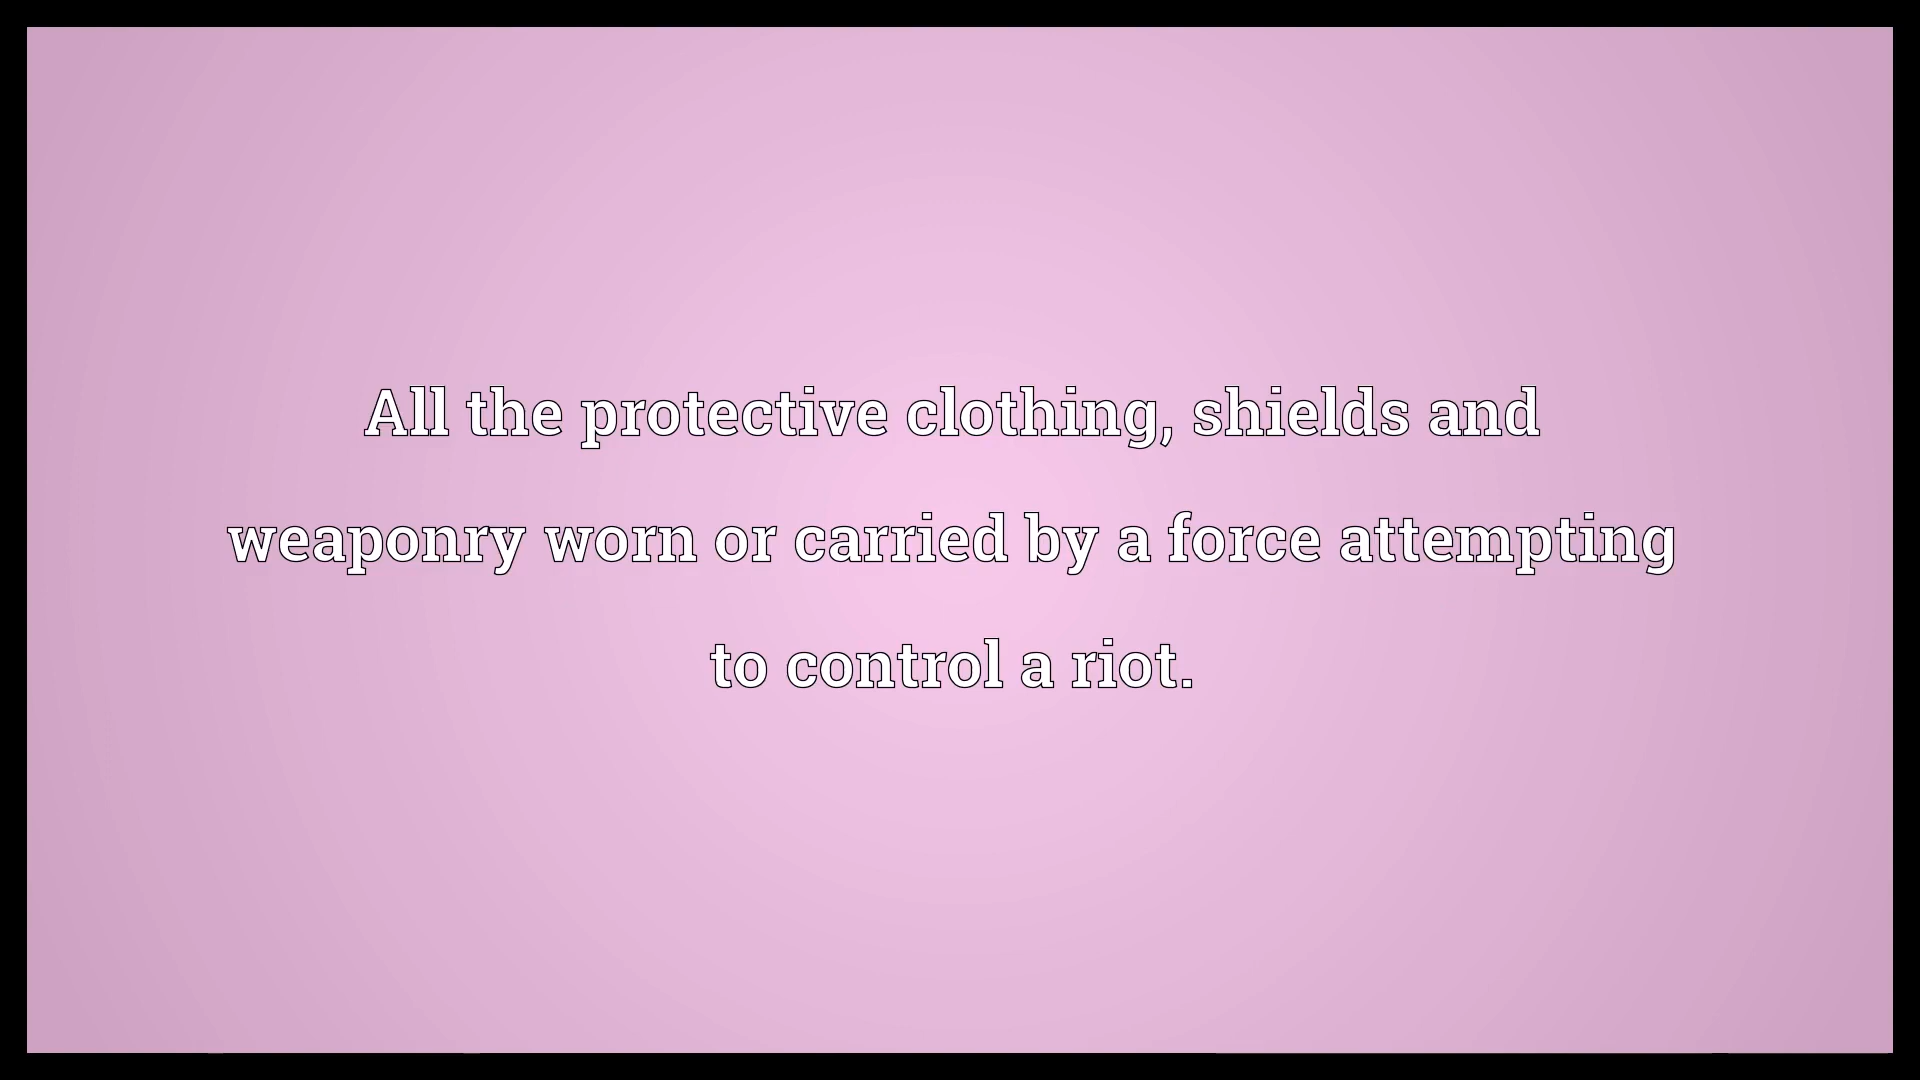 All the protective clothing, shields and
weaponry worn or carried by a force attempting
to control a riot.